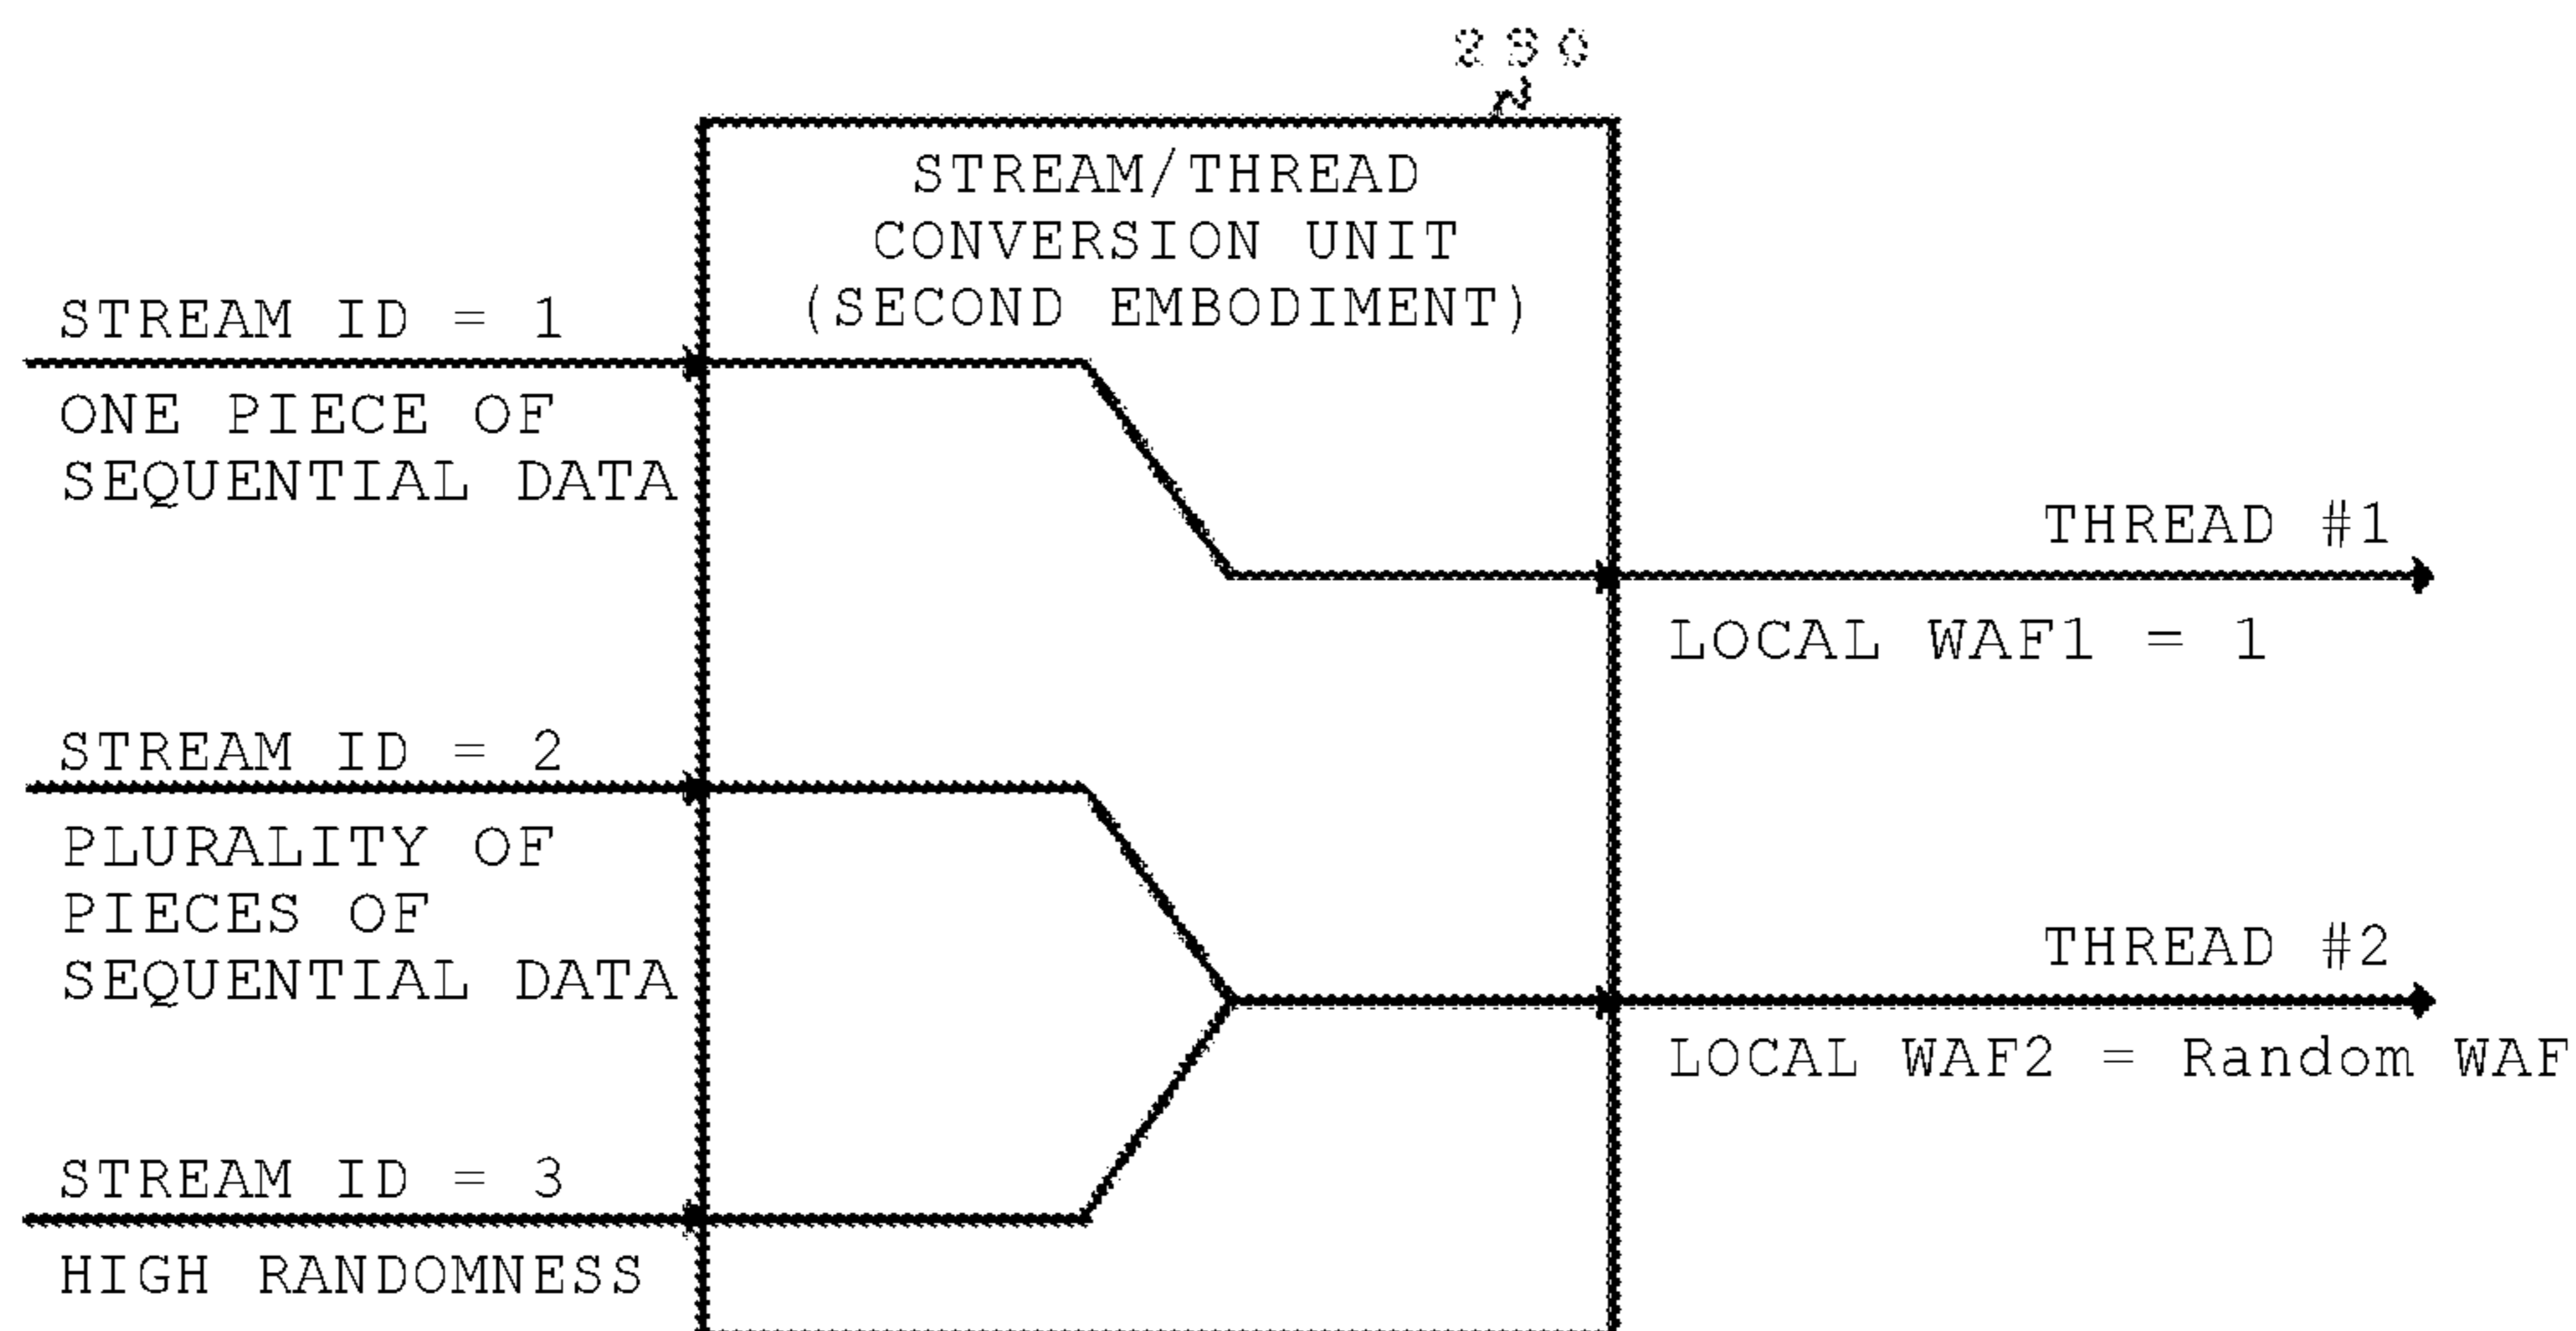 STREAM/THREAD
CONVERSION UNIT
(SECOND EMBODIMENT)
STREAM ID = 1
ONE PIECE OF
SEQUENTIAL DATA
THREAD #1
LOCAL WAF1 = 1
STREAM ID = 2
PLURALITY OF
PIECES OF
SEQUENTIAL DATA
THREAD #2
LOCAL WAF2 = Random WAF
STREAM ID = 3
HIGH RANDOMNESS